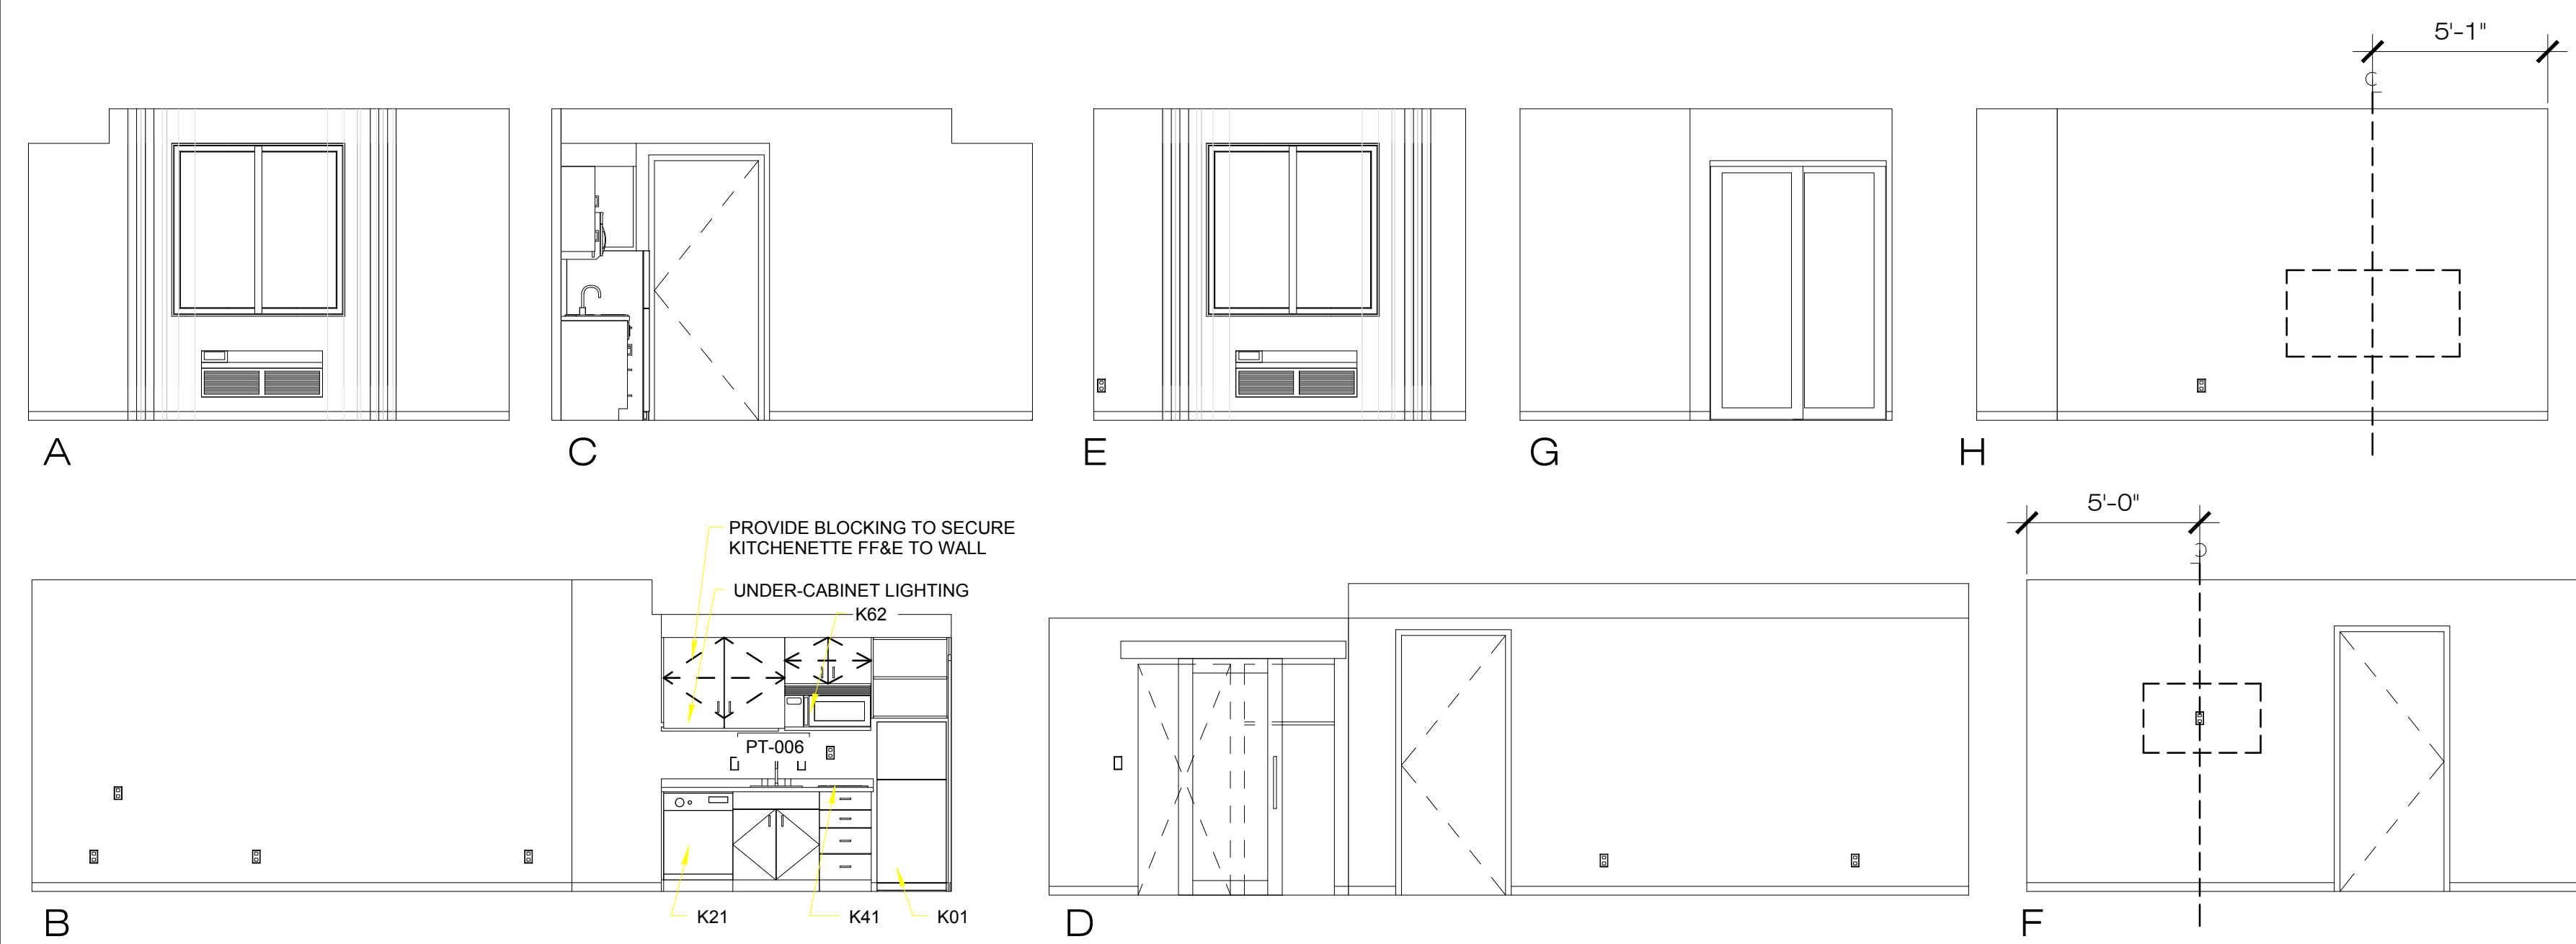 5'-1"
A
C
E
G
H
5'-0"
PROVIDE BLOCKING TO SECURE
KITCHENETTE FF&E TO WALL
UNDER-CABINET LIGHTING
K62
PT-006
K21
K41
K01
B
D
F